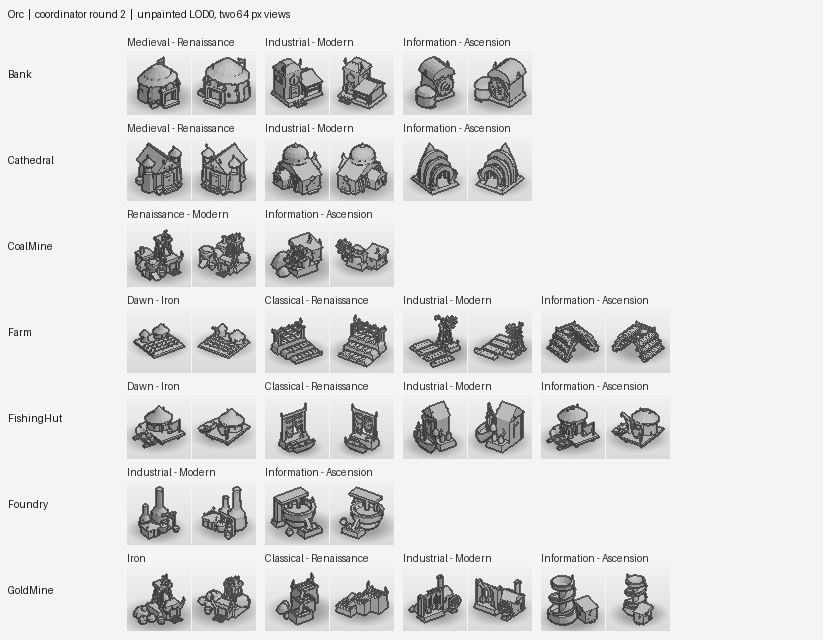 Orc | coordinator round 2 | unpainted LOD0, two 64 px views
Medieval - Renaissance Industrial - Modern Information - Ascension
Bank
Medieval - Renaissance Industrial - Modern Information - Ascension
Cathedral
Renaissance - Modern Information - Ascension
CoalMine
Dawn - Iron Classical - Renaissance Industrial - Modern Information - Ascension
Farm
Dawn - Iron Classical - Renaissance Industrial - Modern Information - Ascension
FishingHut
Industrial - Modern Information - Ascension
Foundry
Iron Classical - Renaissance Industrial - Modern Information - Ascension
GoldMine